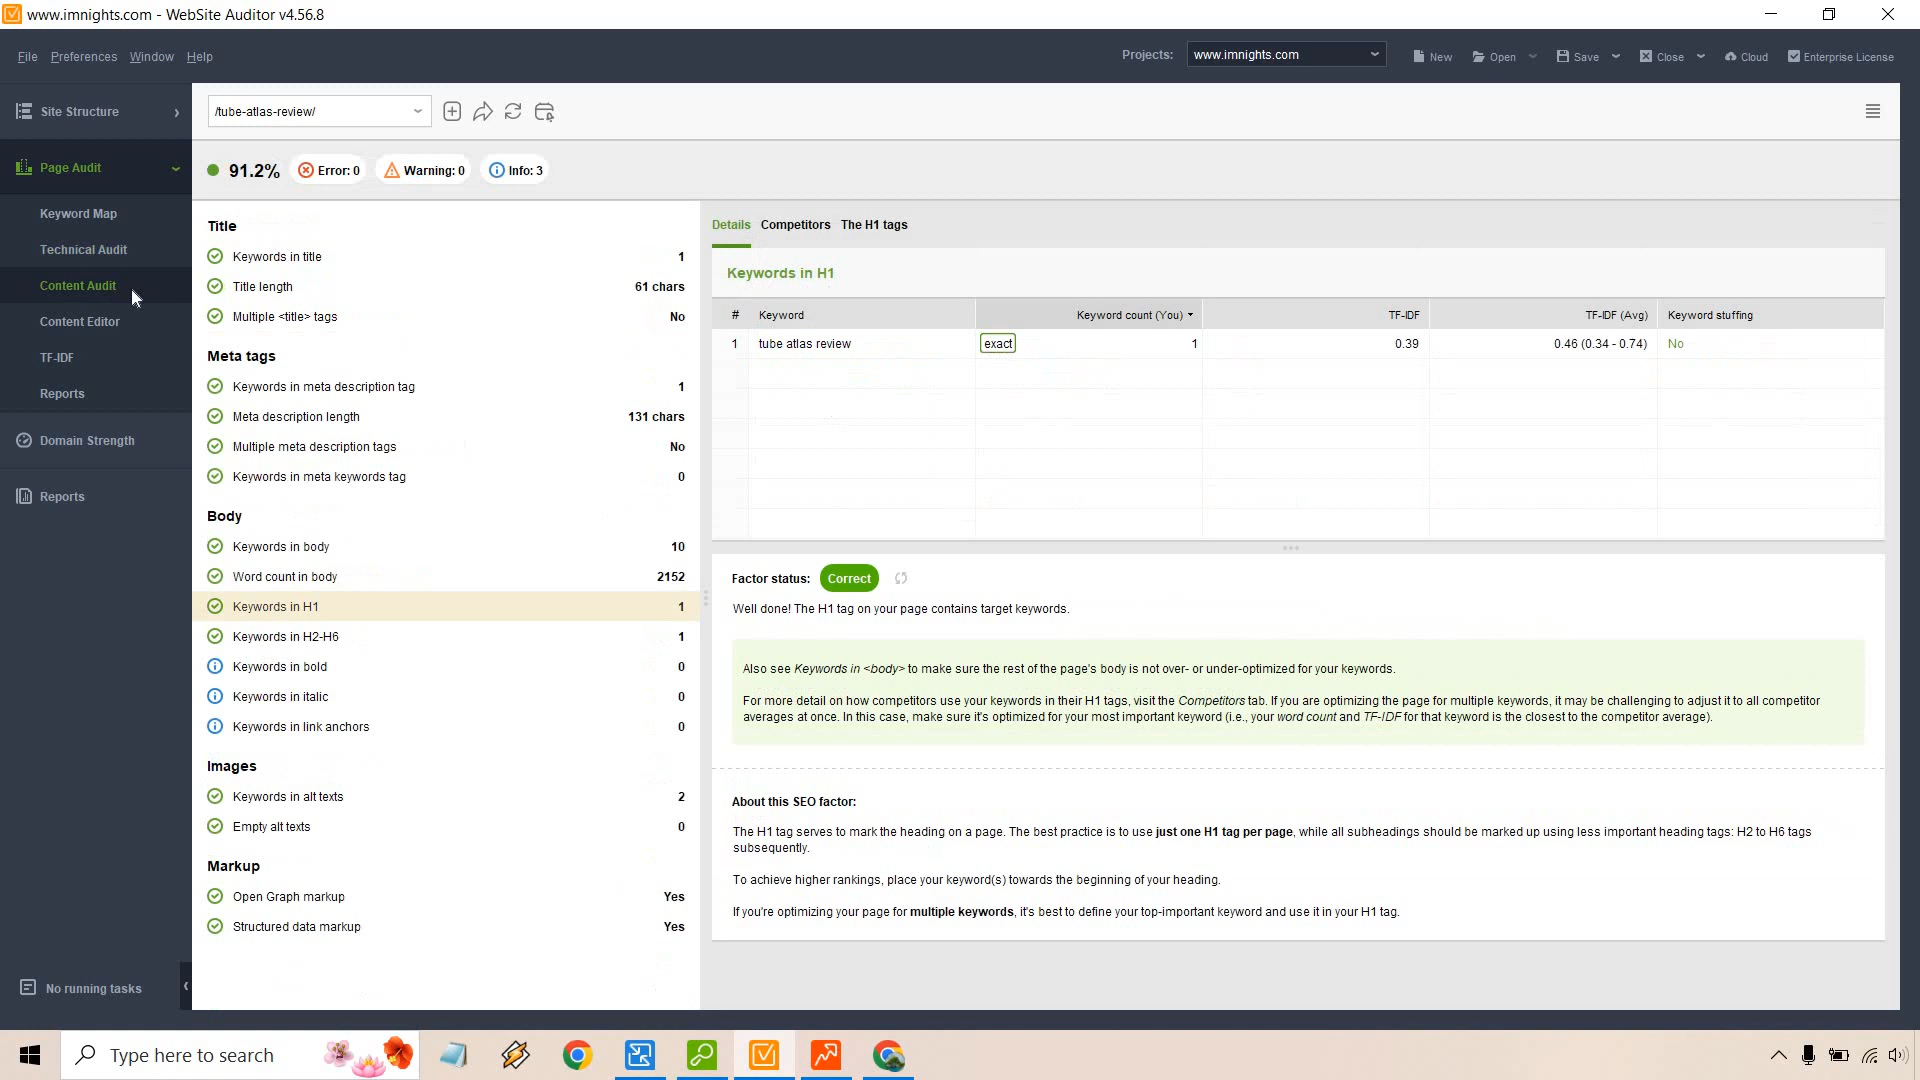 www.imnights.com - WebSite Auditor v4.56.8
File Preferences Window Help
Projects: www.imnights.com New Open Save Close Cloud Enterprise License
Site Structure
Page Audit
Keyword Map
Technical Audit
Content Audit
Content Editor
TF-IDF
Reports
Domain Strength
Reports
No running tasks
/tube-atlas-review/
91.2% Error: 0 Warning: 0 Info: 3
Title
Keywords in title 1
Title length 61 chars
Multiple <title> tags No
Meta tags
Keywords in meta description tag 1
Meta description length 131 chars
Multiple meta description tags No
Keywords in meta keywords tag 0
Body
Keywords in body 10
Word count in body 2152
Keywords in H1 1
Keywords in H2-H6 1
Keywords in bold 0
Keywords in italic 0
Keywords in link anchors 0
Images
Keywords in alt texts 2
Empty alt texts 0
Markup
Open Graph markup Yes
Structured data markup Yes
Details Competitors The H1 tags
Keywords in H1
# Keyword Keyword count (You) TF-IDF TF-IDF (Avg) Keyword stuffing
1 tube atlas review exact 1 0.39 0.46 (0.34 - 0.74) No
Factor status: Correct
Well done! The H1 tag on your page contains target keywords.
Also see Keywords in <body> to make sure the rest of the page's body is not over- or under-optimized for your keywords.
For more detail on how competitors use your keywords in their H1 tags, visit the Competitors tab. If you are optimizing the page for multiple keywords, it may be challenging to adjust it to all competitor
averages at once. In this case, make sure it's optimized for your most important keyword (i.e., your word count and TF-IDF for that keyword is the closest to the competitor average).
About this SEO factor:
The H1 tag serves to mark the heading on a page. The best practice is to use just one H1 tag per page, while all subheadings should be marked up using less important heading tags: H2 to H6 tags
subsequently.
To achieve higher rankings, place your keyword(s) towards the beginning of your heading.
If you're optimizing your page for multiple keywords, it's best to define your top-important keyword and use it in your H1 tag.
Type here to search